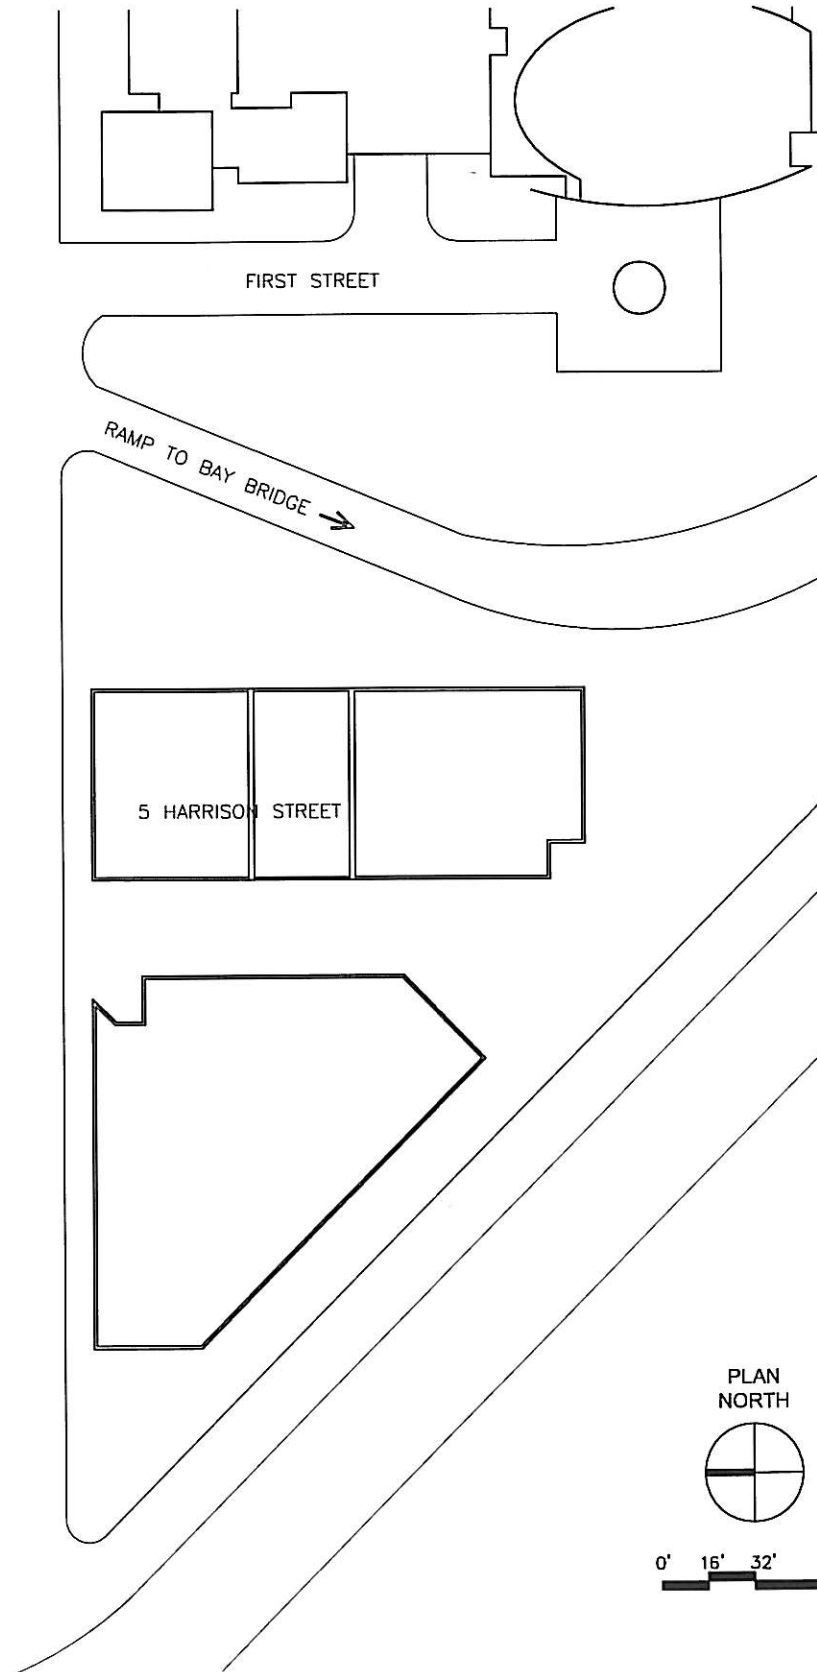 FIRST STREET
RAMP TO BAY BRIDGE
5 HARRISON STREET
PLAN
NORTH
0' 16' 32'